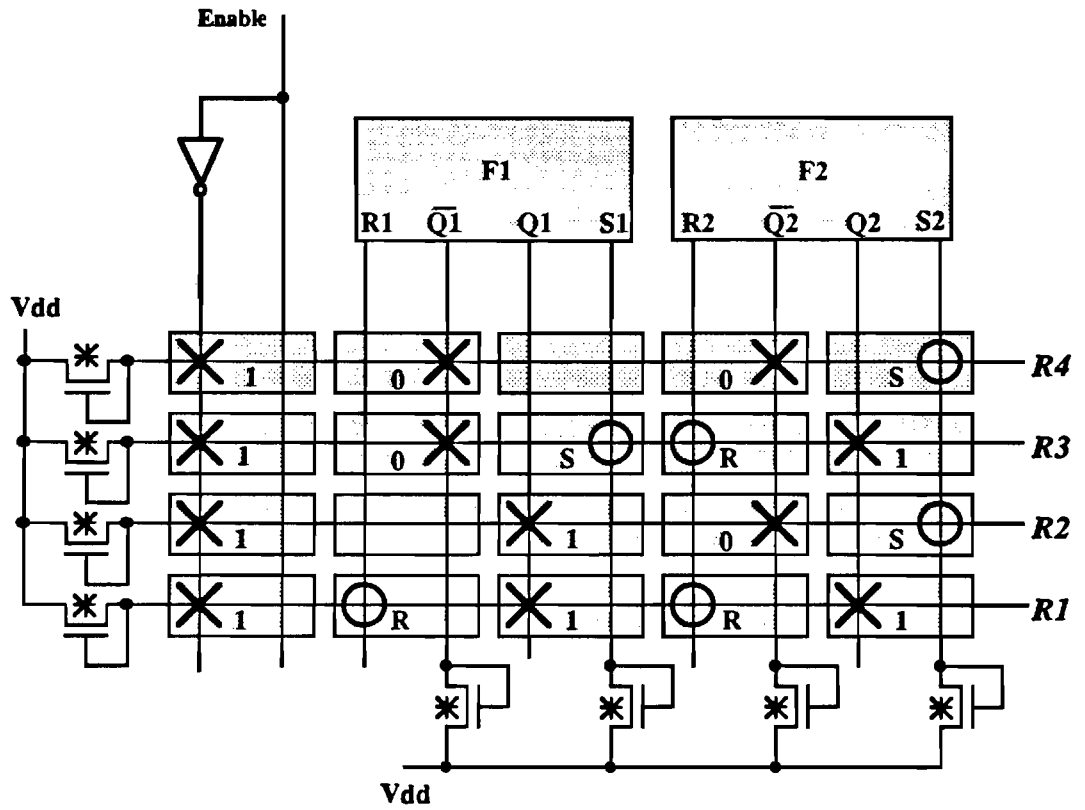 Enable
F1
F2
R1 Q̅1̅ Q1 S1
R2 Q̅2̅ Q2 S2
Vdd
1 0 0 S R4
1 0 S R 1 R3
1 1 0 S R2
1 R 1 R 1 R1
Vdd